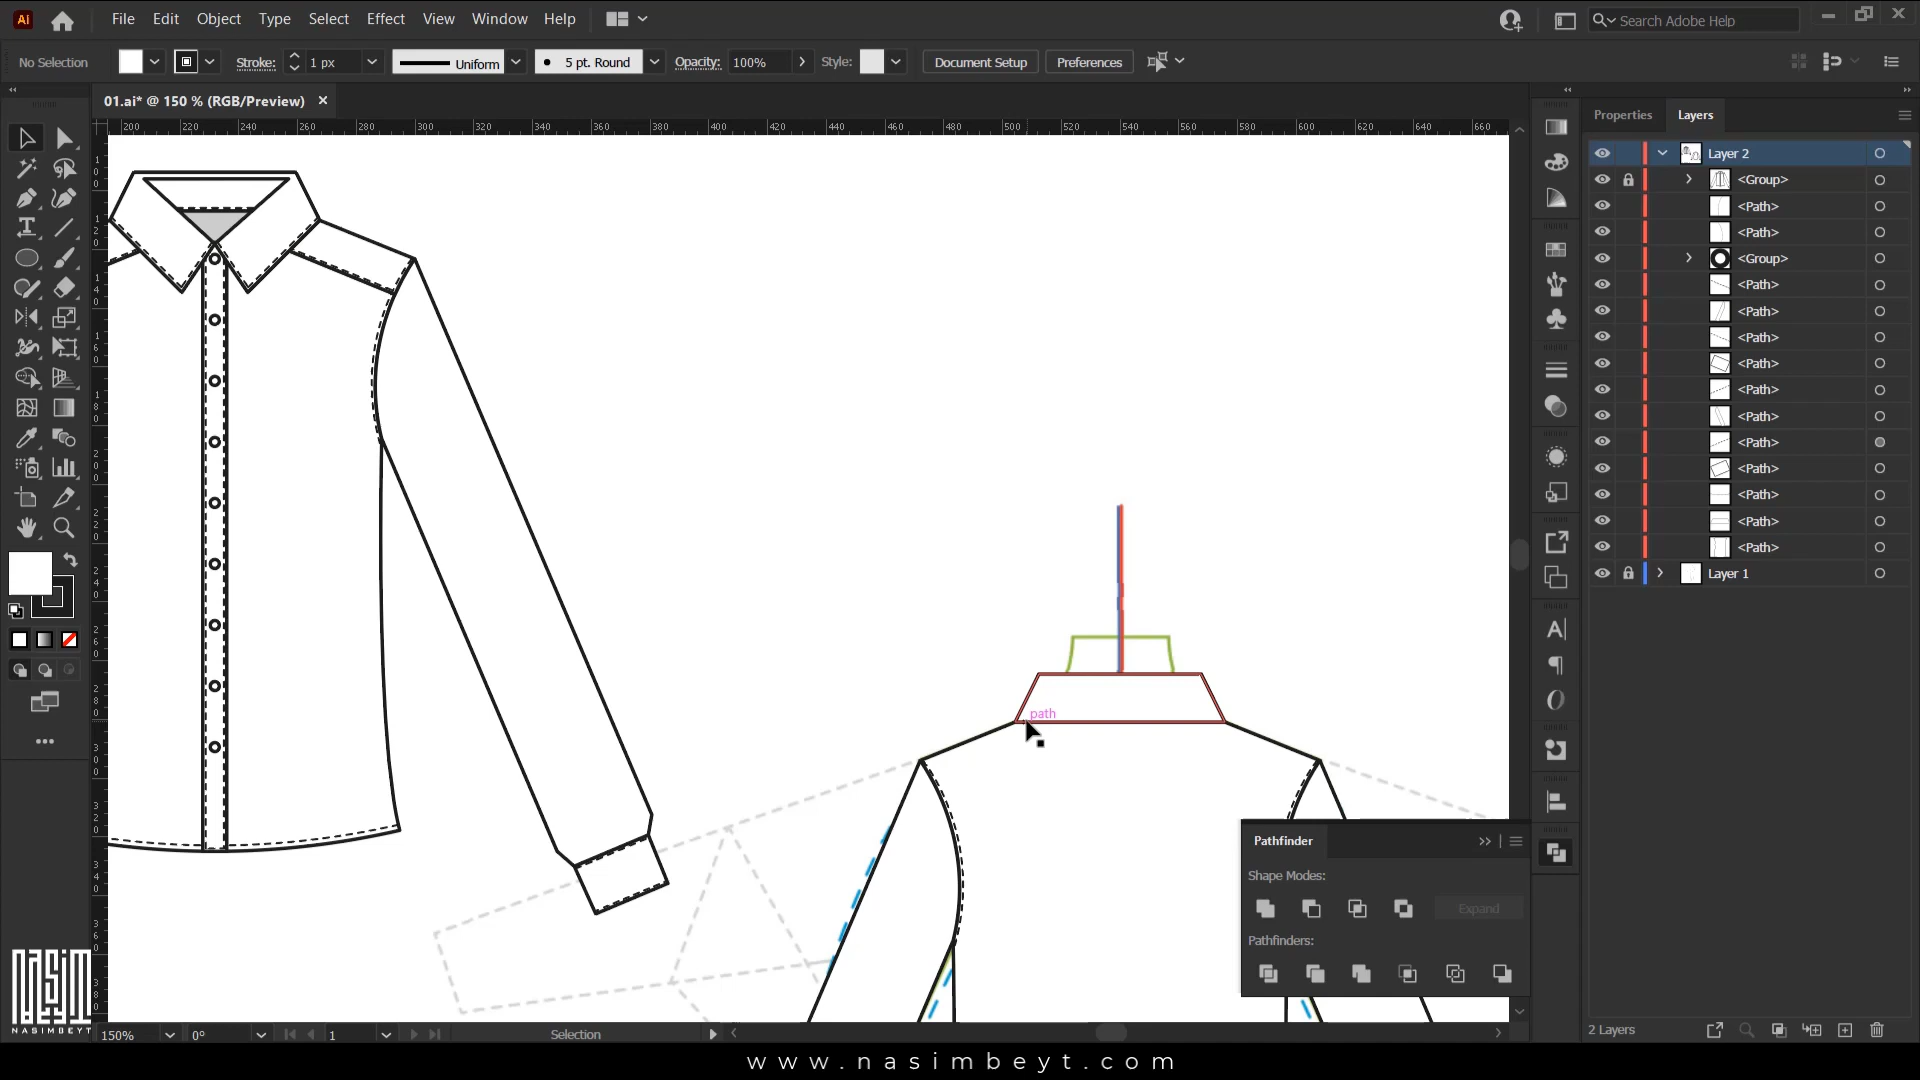 Ai File Edit Object Type Select Effect View Window Help Search Adobe Help
No Selection Stroke: 1 px Uniform 5 pt. Round Opacity: 100% Style: Document Setup Preferences
01.ai* @ 150 % (RGB/Preview)
Properties Layers
200 220 240 260 280 300 320 340 360 380 400 420 440 460 480 500 520 540 560 580 600 620 640 660
Layer 2
<Group>
<Path>
<Path>
<Group>
<Path>
<Path>
<Path>
<Path>
<Path>
<Path>
<Path>
<Path>
<Path>
<Path>
<Path>
Layer 1
path
Pathfinder
Shape Modes:
Expand
Pathfinders:
NASIMBEYT
150% 0° 1 Selection
2 Layers
www.nasimbeyt.com